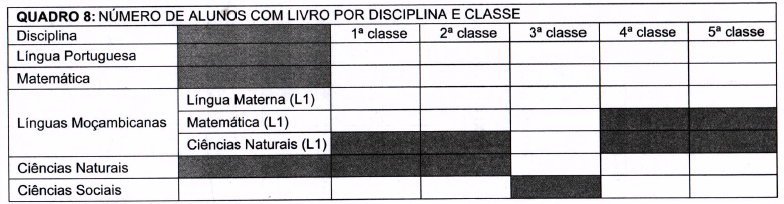 QUADRO 8: NÚMERO DE ALUNOS COM LIVRO POR DISCIPLINA E CLASSE
Disciplina 1ª classe 2ª classe 3ª classe 4ª classe 5ª classe
Língua Portuguesa
Matemática
Línguas Moçambicanas
Língua Materna (L1)
Matemática (L1)
Ciências Naturais (L1)
Ciências Naturais
Ciências Sociais